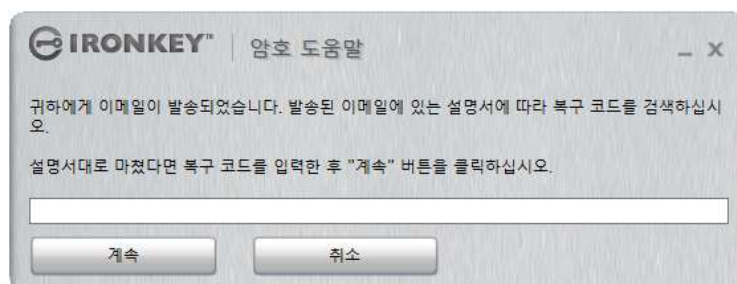 IRONKEY™ 암호 도움말
귀하에게 이메일이 발송되었습니다. 발송된 이메일에 있는 설명서에 따라 복구 코드를 검색하십시
오.
설명서대로 마쳤다면 복구 코드를 입력한 후 "계속" 버튼을 클릭하십시오.
계속 취소